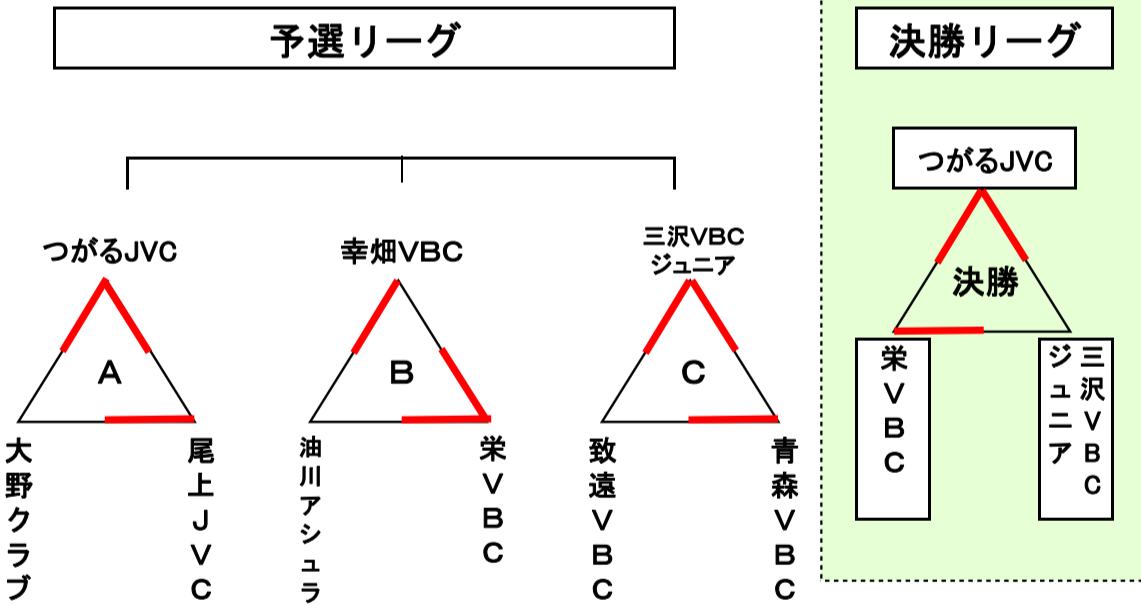 予選リーグ
決勝リーグ
つがるJVC
幸畑VBC
三沢VBC
ジュニア
A
B
C
大野クラブ
尾上JVC
油川アシュラ
栄VBC
致遠VBC
青森VBC
つがるJVC
決勝
栄VBC
三沢VBC
ジュニア